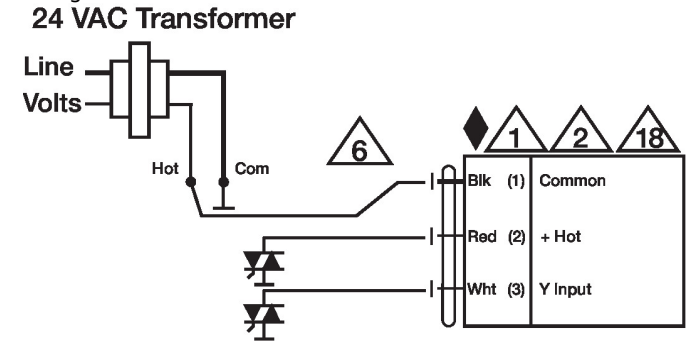 24 VAC Transformer
Line
Volts
Hot
Com
6
1
2
18
Blk (1) Common
Red (2) + Hot
Wht (3) Y Input